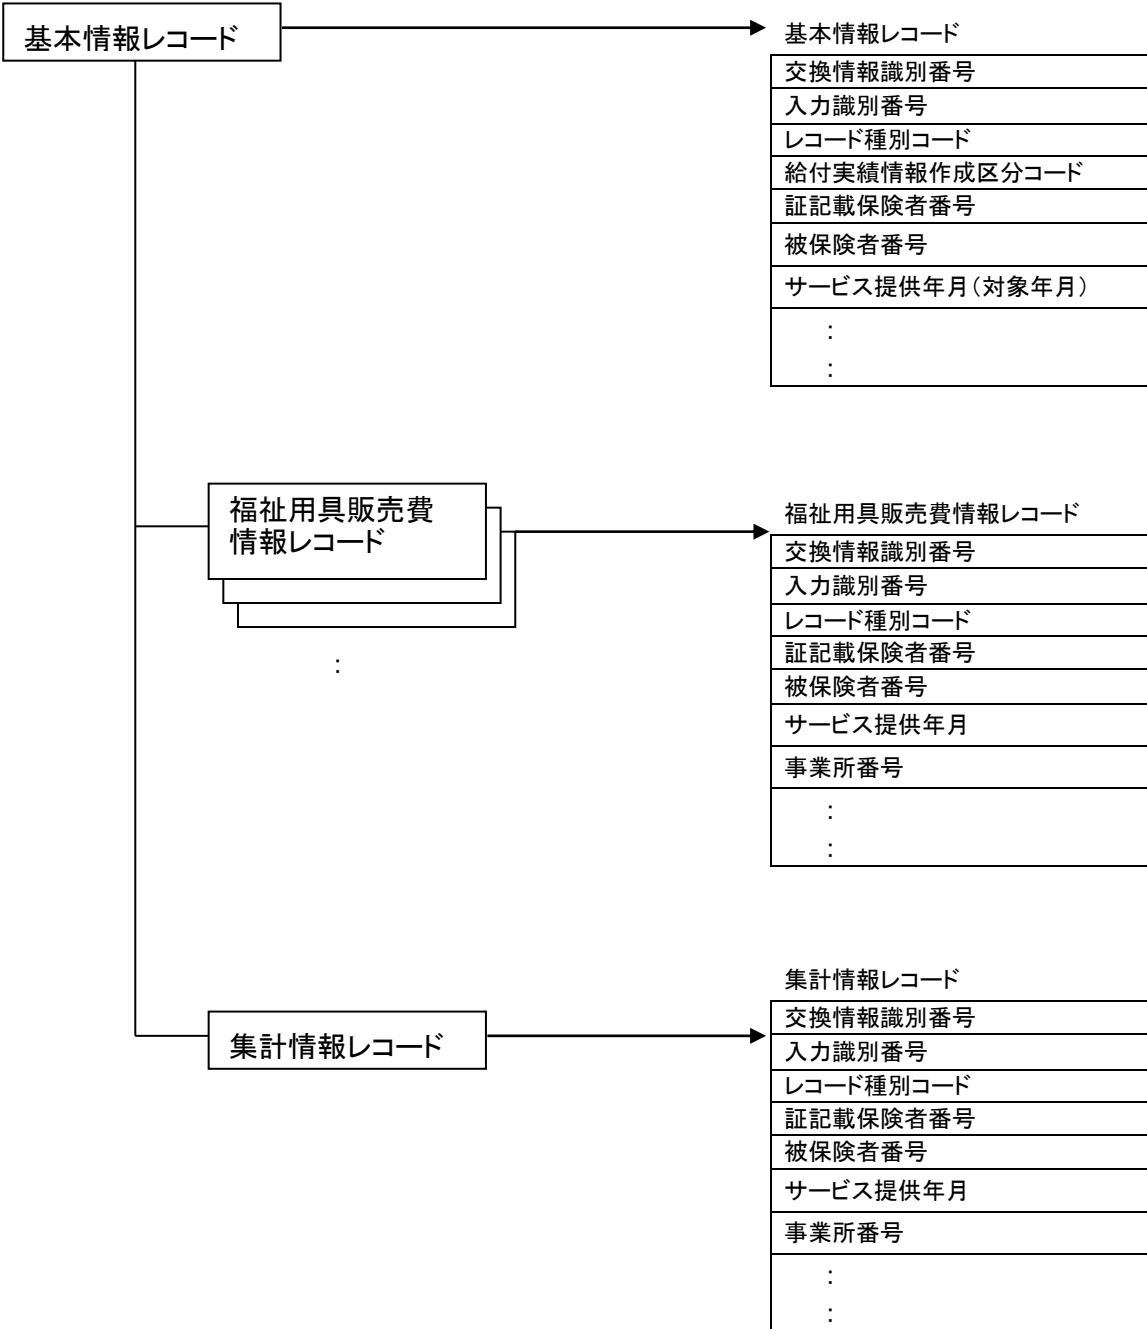 基本情報レコード
基本情報レコード
交換情報識別番号
入力識別番号
レコード種別コード
給付実績情報作成区分コード
証記載保険者番号
被保険者番号
サービス提供年月（対象年月）
：
：
福祉用具販売費
情報レコード
：
福祉用具販売費情報レコード
交換情報識別番号
入力識別番号
レコード種別コード
証記載保険者番号
被保険者番号
サービス提供年月
事業所番号
：
：
集計情報レコード
集計情報レコード
交換情報識別番号
入力識別番号
レコード種別コード
証記載保険者番号
被保険者番号
サービス提供年月
事業所番号
：
：